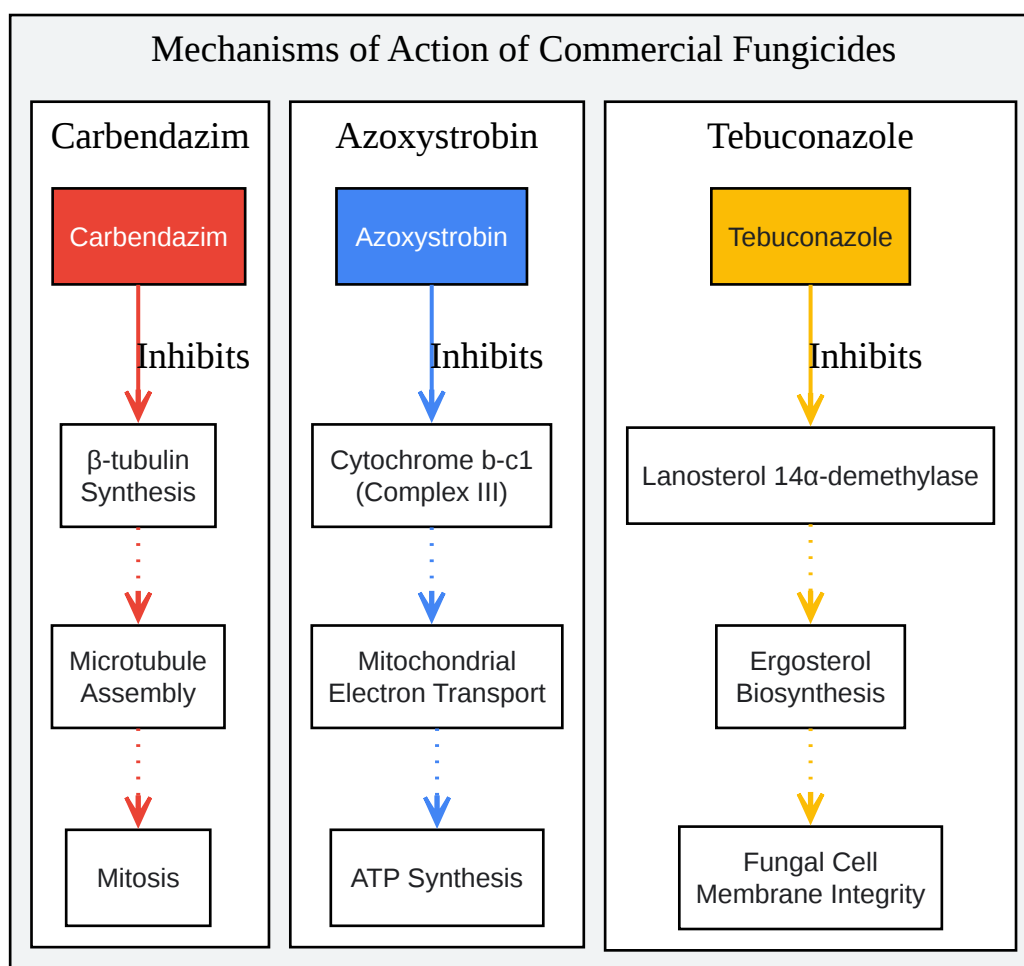 Mechanisms of Action of Commercial Fungicides
Carbendazim
Carbendazim
Inhibits
β-tubulin
Synthesis
Microtubule
Assembly
Mitosis
Azoxystrobin
Azoxystrobin
Inhibits
Cytochrome b-c1
(Complex III)
Mitochondrial
Electron Transport
ATP Synthesis
Tebuconazole
Tebuconazole
Inhibits
Lanosterol 14α-demethylase
Ergosterol
Biosynthesis
Fungal Cell
Membrane Integrity